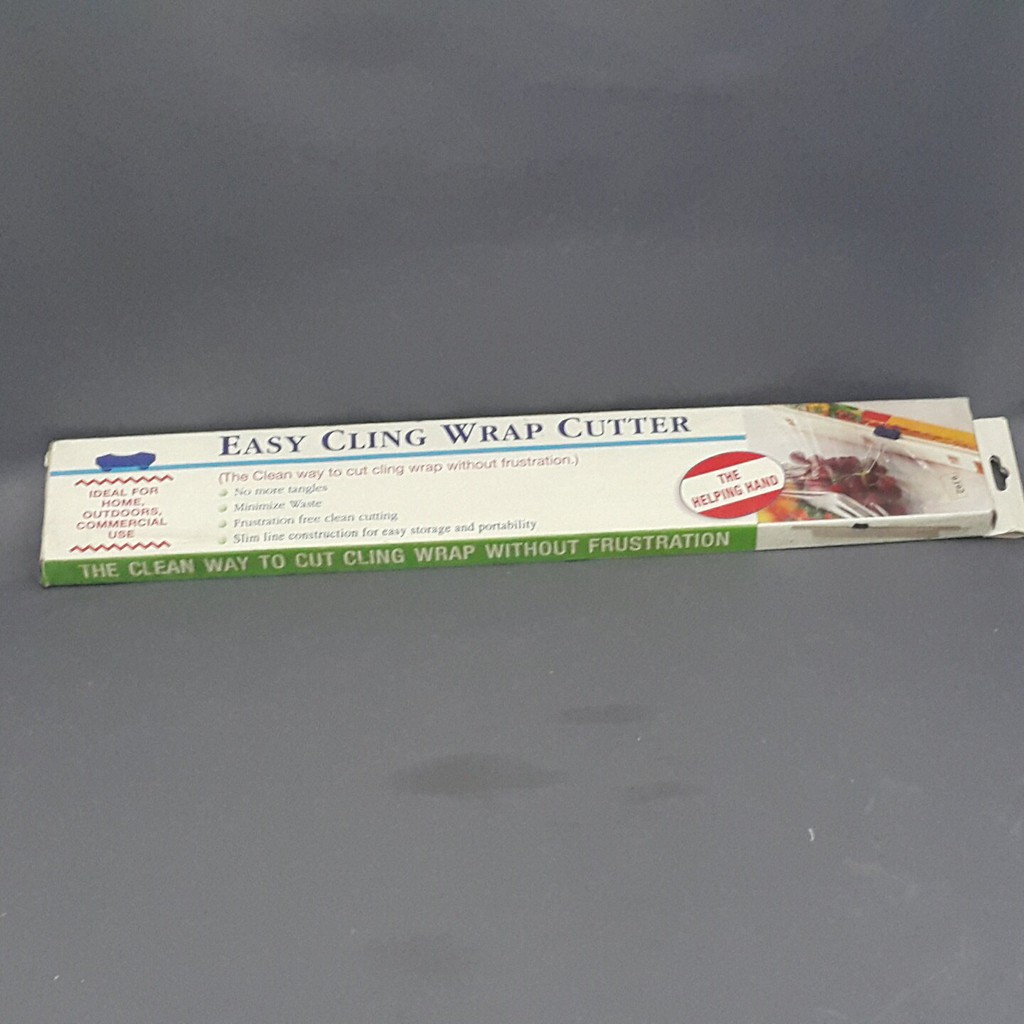 EASY CLING WRAP CUTTER
(The Clean way to cut cling wrap without frustration.)
No more tangles
Minimize Waste
Frustration free clean cutting
Slim line construction for easy storage and portability
IDEAL FOR
HOME,
OUTDOORS,
COMMERCIAL
USE
THE
HELPING HAND
THE CLEAN WAY TO CUT CLING WRAP WITHOUT FRUSTRATION